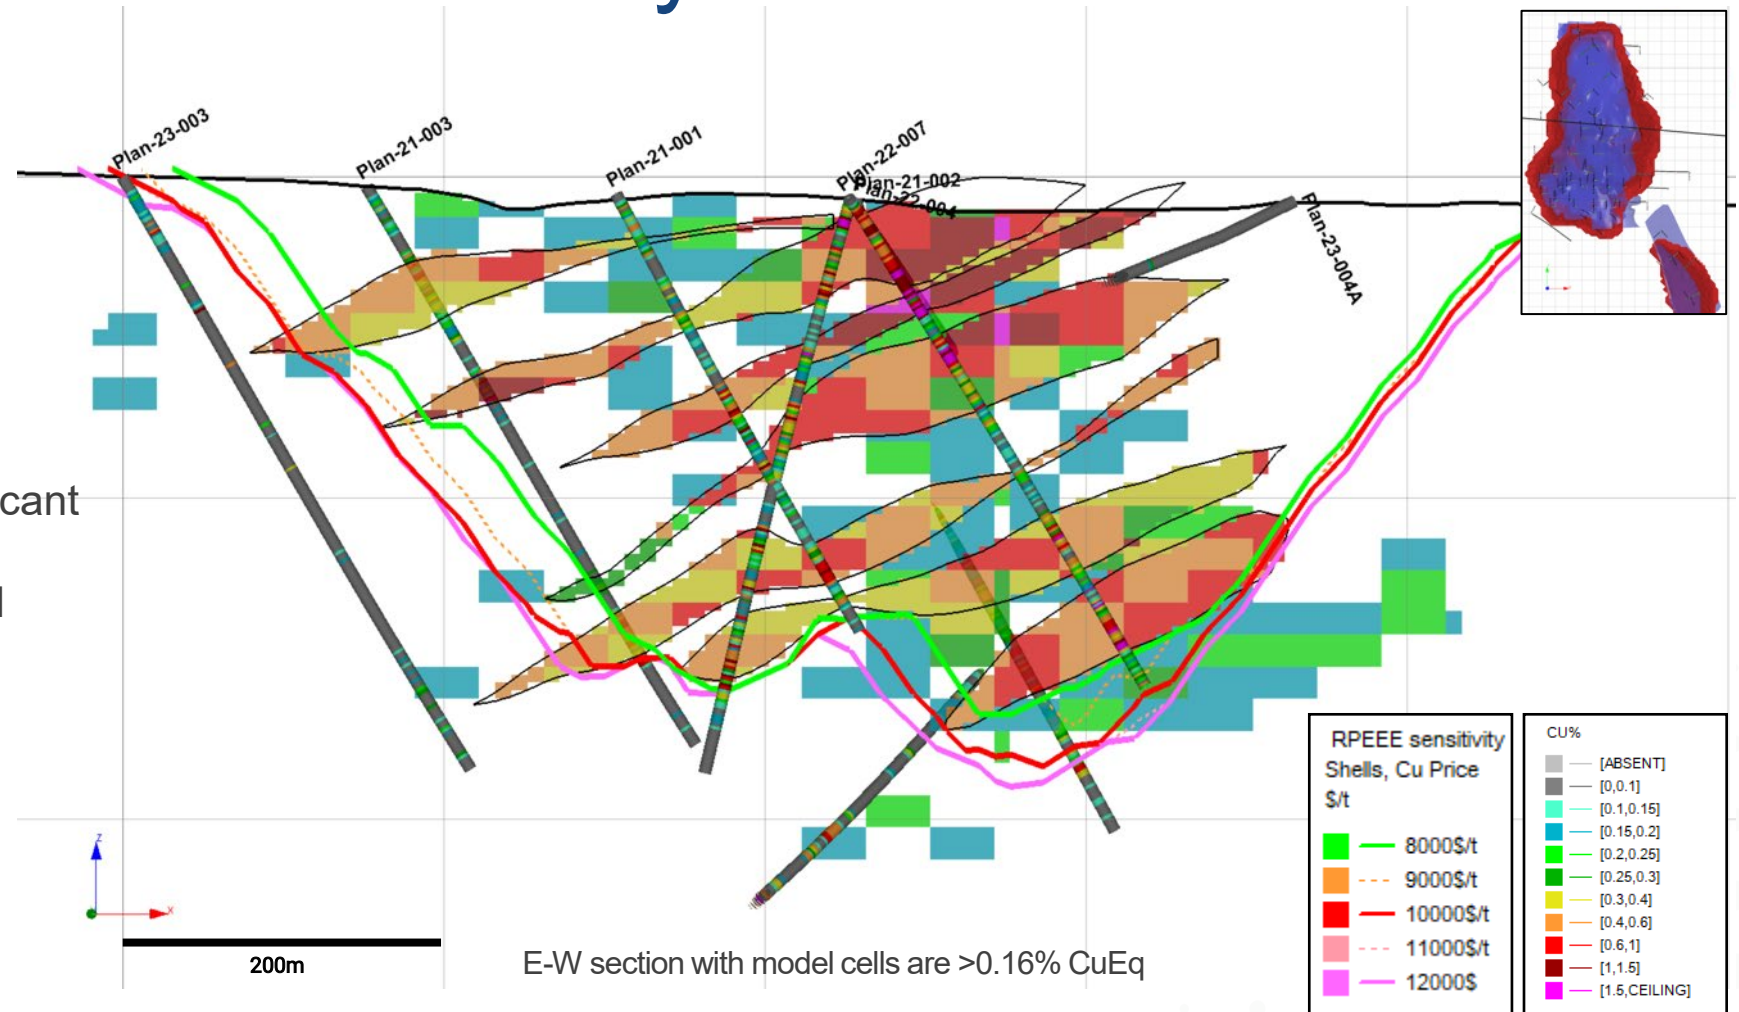 y
cant
Plan-23-003
Plan-21-003
Plan-21-001
Plan-22-007
Plan-21-002
Plan-22-004
Plan-23-004A
z
x
200m
E-W section with model cells are >0.16% CuEq
RPEEE sensitivity
Shells, Cu Price
$/t
8000$/t
9000$/t
10000$/t
11000$/t
12000$
CU%
[ABSENT]
[0,0.1]
[0.1,0.15]
[0.15,0.2]
[0.2,0.25]
[0.25,0.3]
[0.3,0.4]
[0.4,0.6]
[0.6,1]
[1,1.5]
[1.5,CEILING]